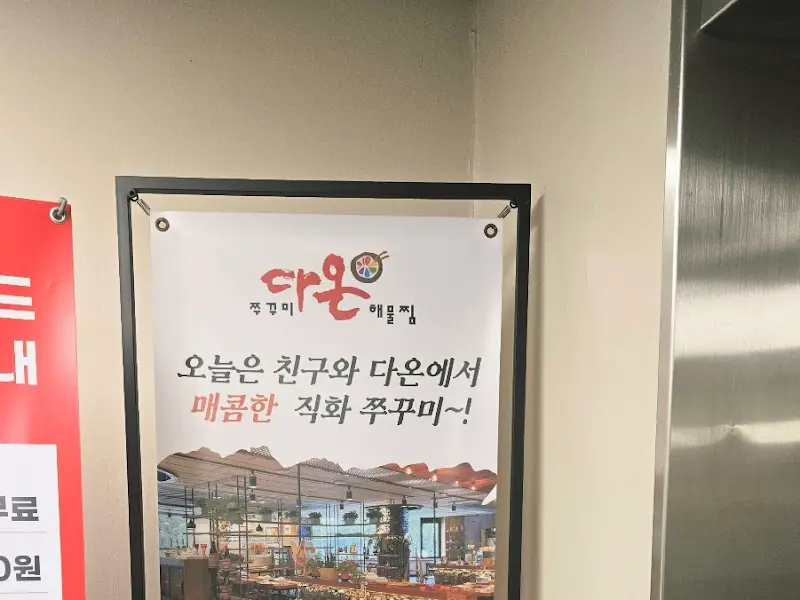 다온
쭈꾸미 해물찜
오늘은 친구와 다온에서
매콤한 직화 쭈꾸미~!
드
내
무료
0원